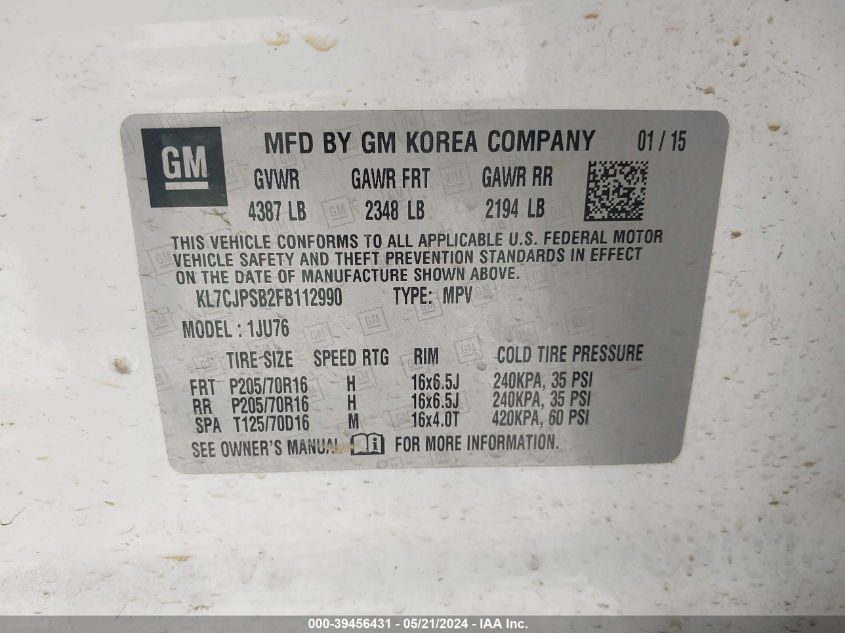 GM MFD BY GM KOREA COMPANY 01 / 15
GVWR GAWR FRT GAWR RR
4387 LB 2348 LB 2194 LB
THIS VEHICLE CONFORMS TO ALL APPLICABLE U.S. FEDERAL MOTOR
VEHICLE SAFETY AND THEFT PREVENTION STANDARDS IN EFFECT
ON THE DATE OF MANUFACTURE SHOWN ABOVE.
KL7CJPSB2FB112990 TYPE: MPV
MODEL : 1JU76
TIRE SIZE SPEED RTG RIM COLD TIRE PRESSURE
FRT P205/70R16 H 16x6.5J 240KPA, 35 PSI
RR P205/70R16 H 16x6.5J 240KPA, 35 PSI
SPA T125/70D16 M 16x4.0T 420KPA, 60 PSI
SEE OWNER'S MANUAL FOR MORE INFORMATION.
000-39456431 - 05/21/2024 - IAA Inc.